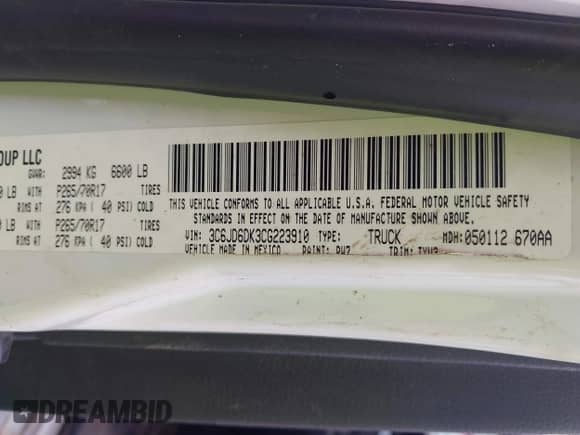 OUP LLC
GVWR: 2994 KG 6600 LB
LB WITH P265/70R17 TIRES
RIMS AT 276 KPA ( 40 PSI) COLD
LB WITH P265/70R17 TIRES
RIMS AT 276 KPA ( 40 PSI) COLD
THIS VEHICLE CONFORMS TO ALL APPLICABLE U.S.A. FEDERAL MOTOR VEHICLE SAFETY
STANDARDS IN EFFECT ON THE DATE OF MANUFACTURE SHOWN ABOVE.
VIN: 3C6JD6DK3CG223910 TYPE: TRUCK MDH: 050112 670AA
VEHICLE MADE IN MEXICO PAINT: PW7 TRIM:
DREAMBID